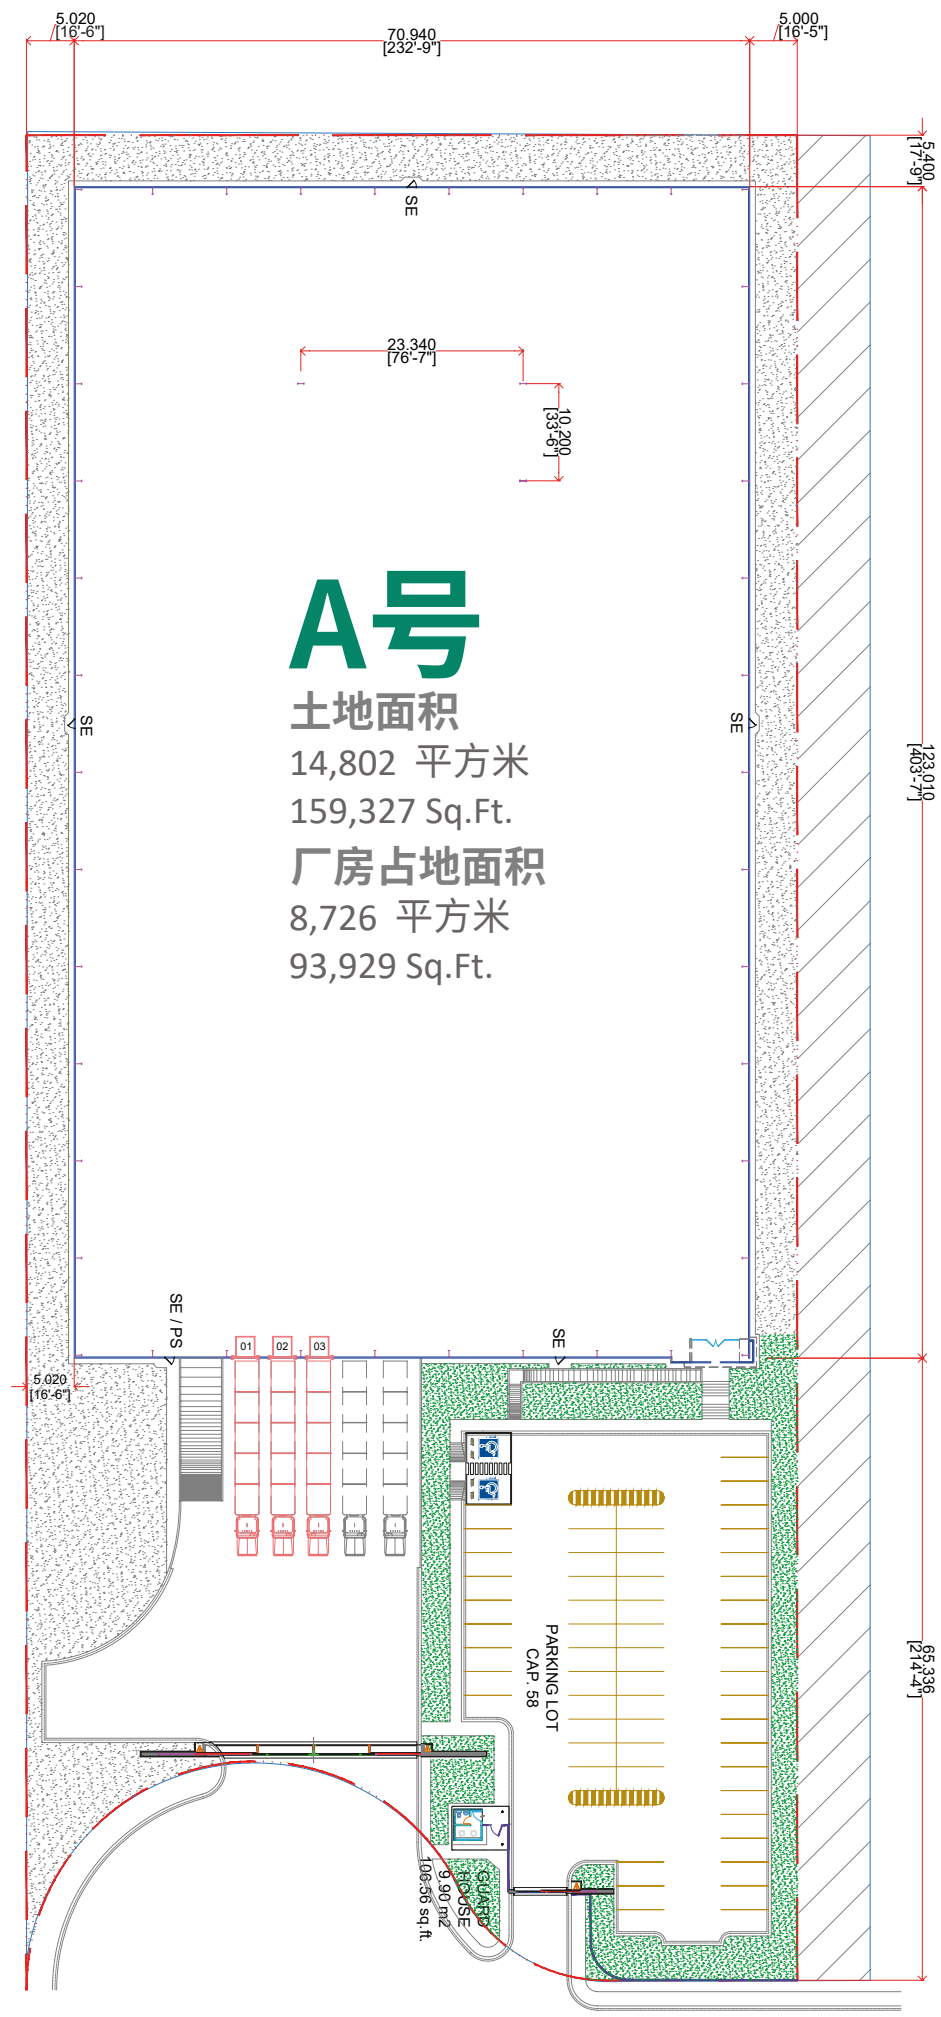 5.020
[16'-6"]
70.940
[232'-9"]
5.000
[16'-5"]
5.400
[17'-9"]
SE
23.340
[76'-7"]
10.200
[33'-6"]
A号
土地面积
14,802 平方米
159,327 Sq.Ft.
厂房占地面积
8,726 平方米
93,929 Sq.Ft.
SE
SE
123.010
[403'-7"]
SE / PS
01
02
03
SE
5.020
[16'-6"]
PARKING LOT
CAP. 58
65.336
[214'-4"]
GUARD
HOUSE
9.90 m2
106.56 sq.ft.